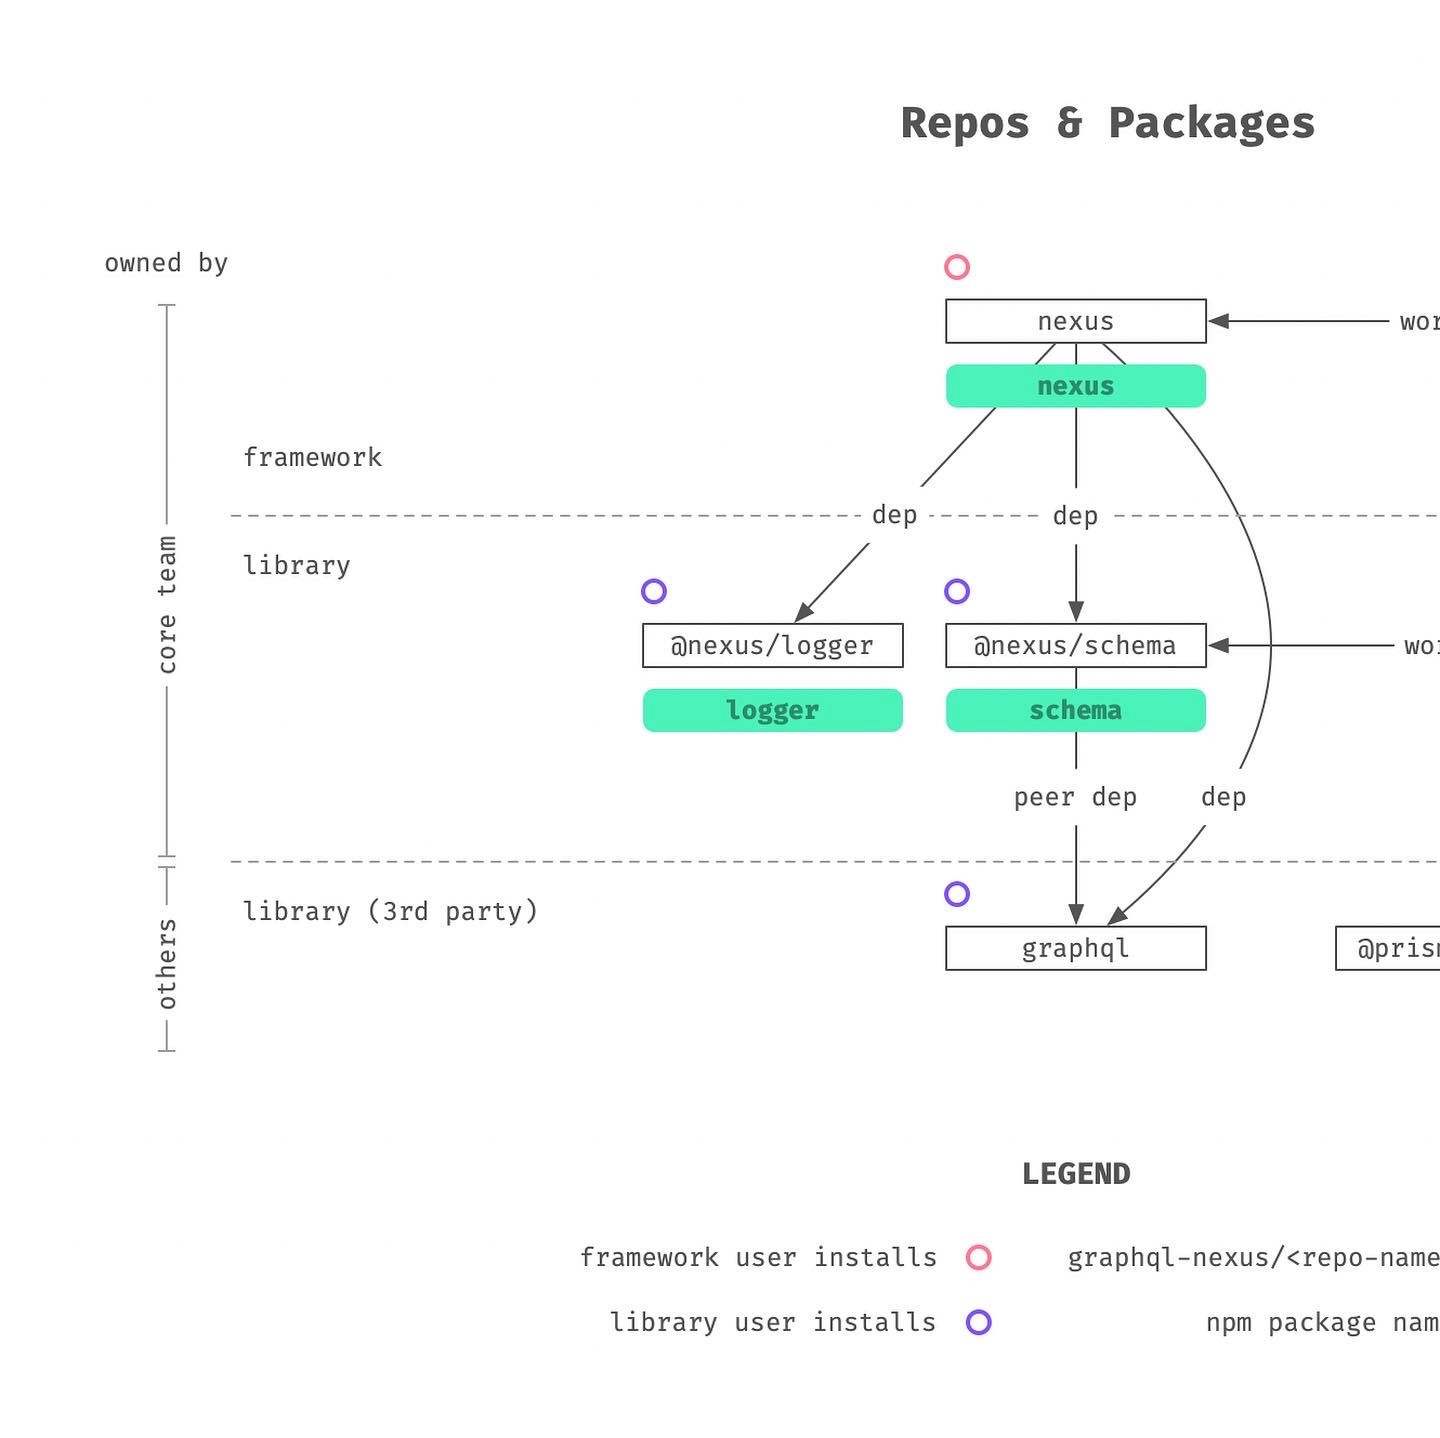 Repos & Packages
owned by
nexus
wor
nexus
framework
dep
dep
core team
library
@nexus/logger
@nexus/schema
wor
logger
schema
peer dep
dep
library (3rd party)
others
graphql
@prism
LEGEND
framework user installs
graphql-nexus/<repo-name
library user installs
npm package nam